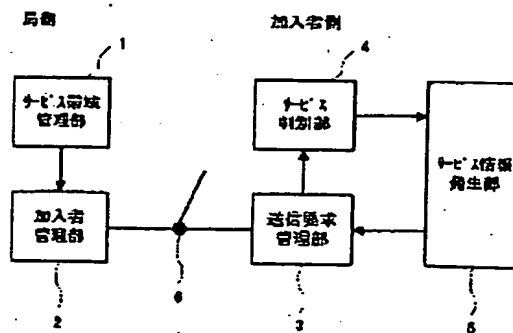 局側
加入者側
1
4
サービス帯域
管理部
サービス
判別部
サービス情報
発生部
加入者
管理部
送信要求
管理部
2
6
3
5